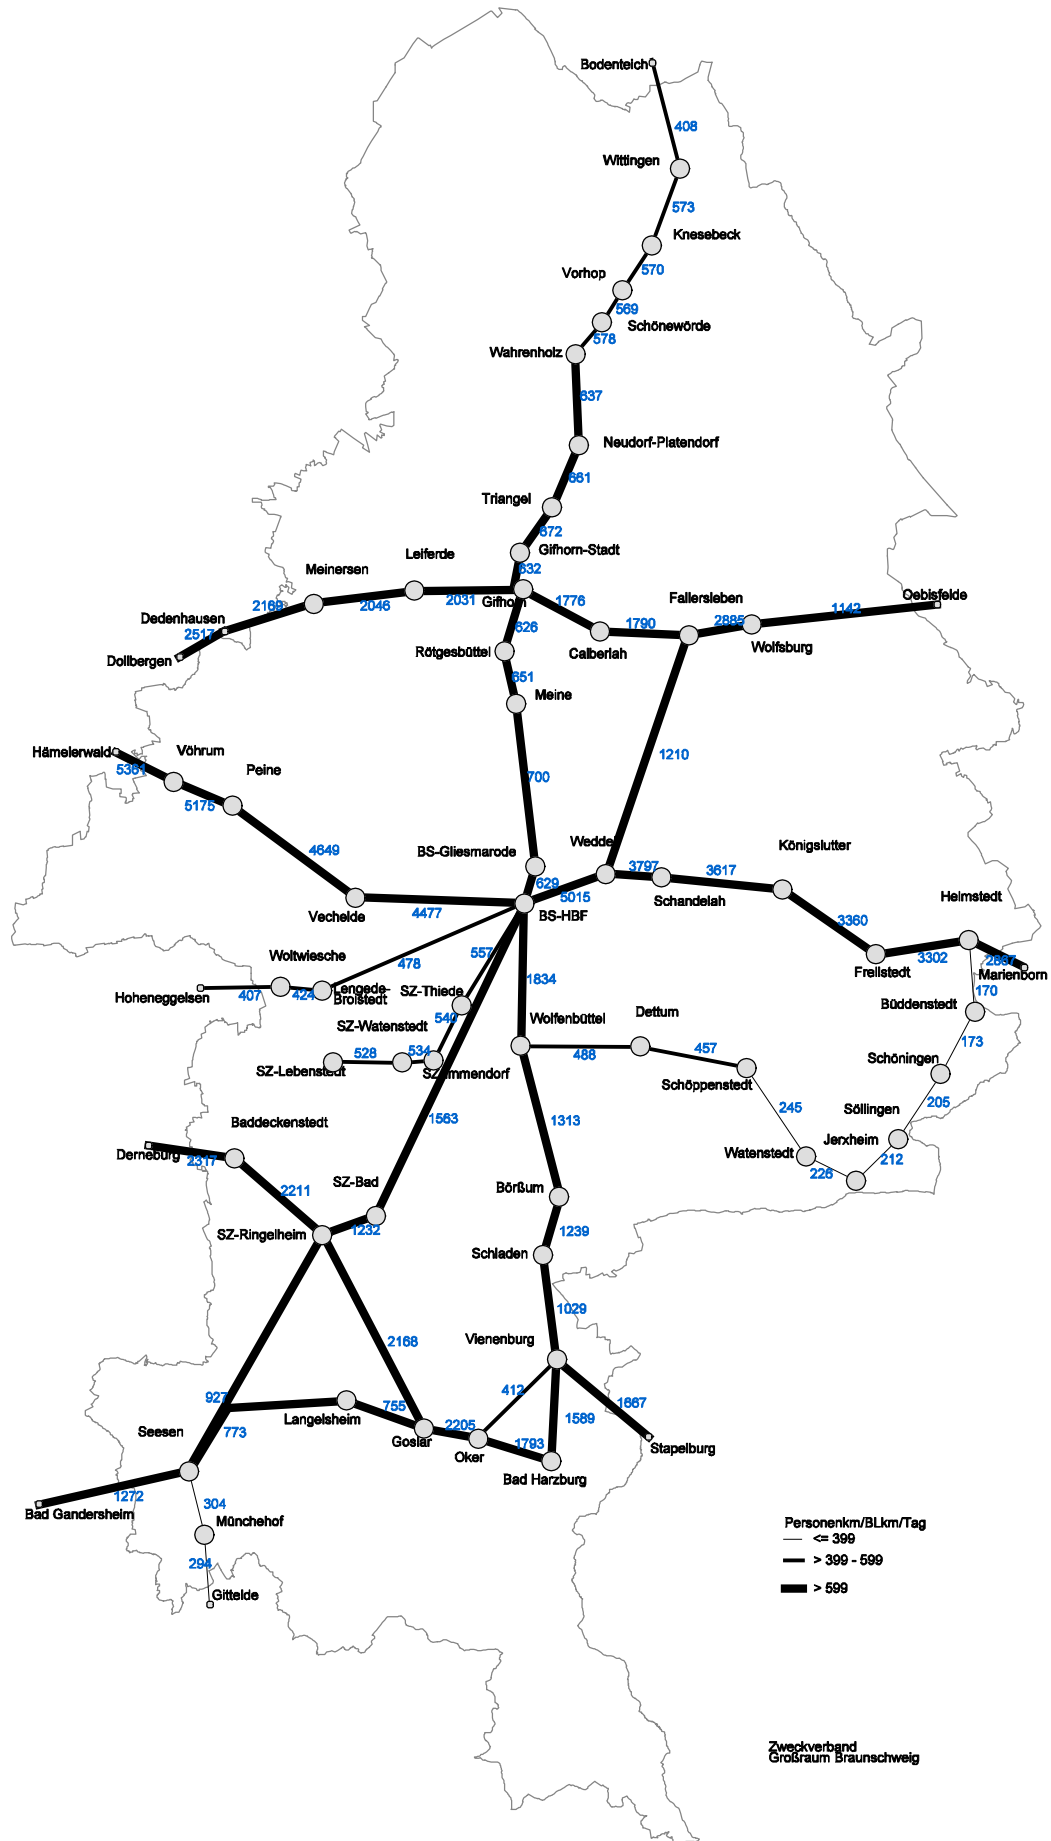 Bodenteich
408
Wittingen
573
Knesebeck
570
Vorhop
569
Schönewörde
578
Wahrenholz
637
Neudorf-Platendorf
661
Triangel
672
Gifhorn-Stadt
632
Leiferde
Meinersen
2031
2046
2169
Gifhorn
1776
Fallersleben
Oebisfelde
1142
Dedenhausen
2517
1790
2885
Dollbergen
626
Rötgesbüttel
Calberlah
Wolfsburg
651
Meine
Hämelerwald
5361
Vöhrum
Peine
5175
700
1210
4649
BS-Gliesmarode
Weddel
Königslutter
3797
3617
629
5015
Schandelah
Helmstedt
Vechelde
4477
BS-HBF
3360
Woltwiesche
478
557
3302
Frellstedt
Marienborn
1834
Hoheneggelsen
407
424
Lengede-
Broistedt
SZ-Thiede
170
Büddenstedt
540
SZ-Watenstedt
Wolfenbüttel
Dettum
173
534
528
488
457
Schöningen
SZ-Lebenstedt
SZ-Immendorf
Schöppenstedt
205
245
Söllingen
1563
1313
Baddeckenstedt
Jerxheim
Derneburg
2317
Watenstedt
212
226
2211
SZ-Bad
Börßum
SZ-Ringelheim
1232
1239
Schladen
1029
2168
Vienenburg
927
412
1667
755
1589
Langelsheim
773
Seesen
2205
Goslar
Oker
1793
Stapelburg
Bad Harzburg
1272
Bad Gandersheim
304
Münchehof
294
Gittelde
Personenkm/BLkm/Tag
<= 399
> 399 - 599
> 599
Zweckverband
Großraum Braunschweig